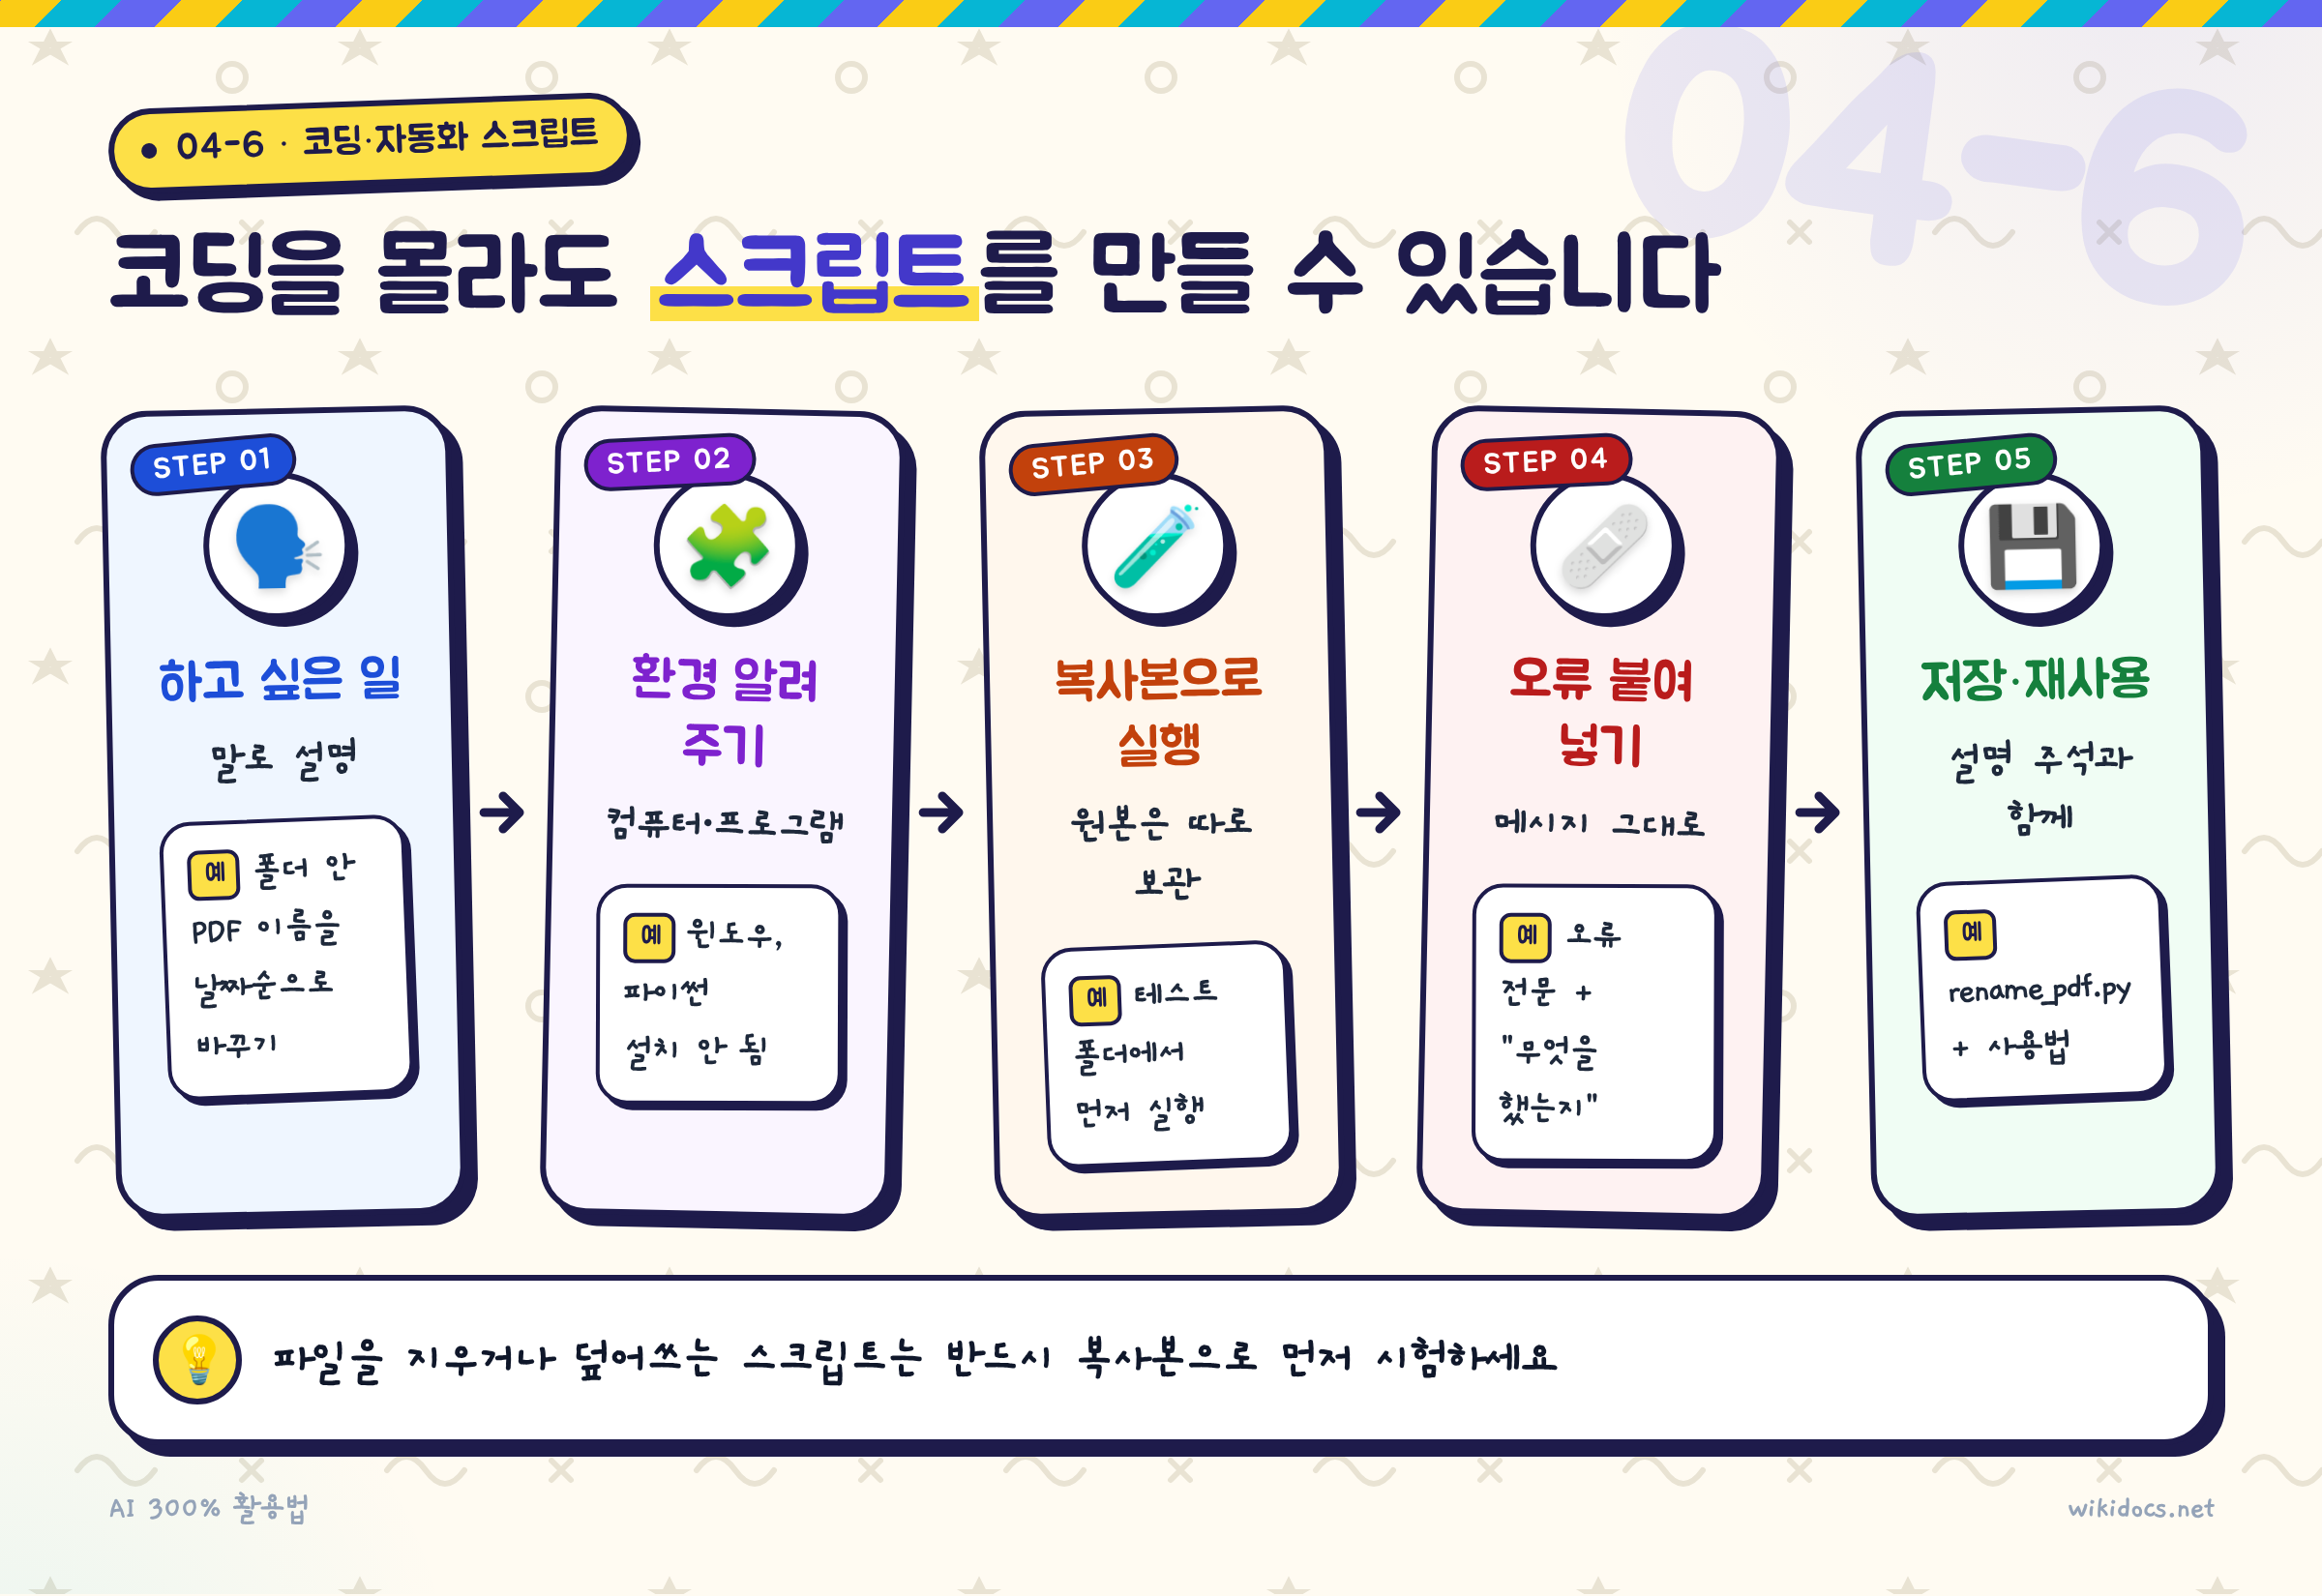 04-6
04-6 · 코딩·자동화 스크립트
코딩을 몰라도 스크립트를 만들 수 있습니다
STEP 01
하고 싶은 일
말로 설명
예 폴더 안
PDF 이름을
날짜순으로
바꾸기
STEP 02
환경 알려
주기
컴퓨터·프로그램
예 윈도우,
파이썬
설치 안 됨
STEP 03
복사본으로
실행
원본은 따로
보관
예 테스트
폴더에서
먼저 실행
STEP 04
오류 붙여
넣기
메시지 그대로
예 오류
전문 +
"무엇을
했는지"
STEP 05
저장·재사용
설명 주석과
함께
예
rename_pdf.py
+ 사용법
파일을 지우거나 덮어쓰는 스크립트는 반드시 복사본으로 먼저 시험하세요
AI 300% 활용법
wikidocs.net